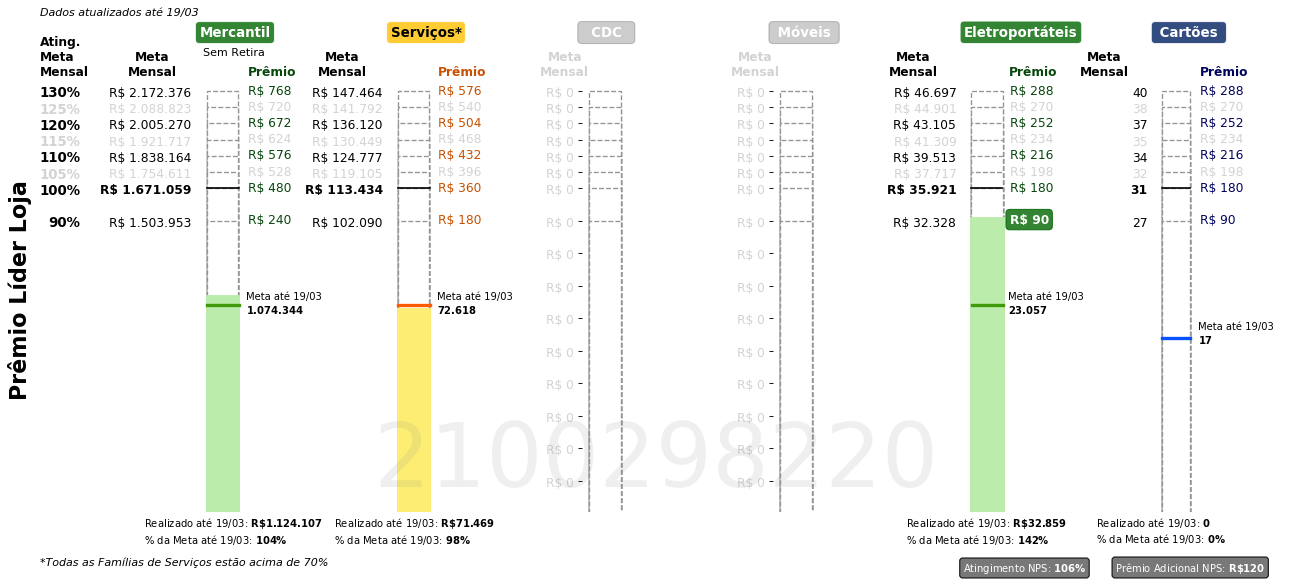 Dados atualizados até 19/03
Mercantil Serviços* CDC Móveis Eletroportáteis Cartões
Sem Retira
Ating. Meta Mensal Meta Mensal Prêmio Meta Mensal Prêmio Meta Mensal Meta Mensal Meta Mensal Prêmio Meta Mensal Prêmio
130% R$ 2.172.376 R$ 768 R$ 147.464 R$ 576 R$ 0 R$ 0 R$ 46.697 R$ 288 40 R$ 288
125% R$ 2.088.823 R$ 720 R$ 141.792 R$ 540 R$ 0 R$ 0 R$ 44.901 R$ 270 38 R$ 270
120% R$ 2.005.270 R$ 672 R$ 136.120 R$ 504 R$ 0 R$ 0 R$ 43.105 R$ 252 37 R$ 252
115% R$ 1.921.717 R$ 624 R$ 130.449 R$ 468 R$ 0 R$ 0 R$ 41.309 R$ 234 35 R$ 234
110% R$ 1.838.164 R$ 576 R$ 124.777 R$ 432 R$ 0 R$ 0 R$ 39.513 R$ 216 34 R$ 216
105% R$ 1.754.611 R$ 528 R$ 119.105 R$ 396 R$ 0 R$ 0 R$ 37.717 R$ 198 32 R$ 198
100% R$ 1.671.059 R$ 480 R$ 113.434 R$ 360 R$ 0 R$ 0 R$ 35.921 R$ 180 31 R$ 180
90% R$ 1.503.953 R$ 240 R$ 102.090 R$ 180 R$ 0 R$ 0 R$ 32.328 R$ 90 27 R$ 90
R$ 0 R$ 0
R$ 0 R$ 0
Meta até 19/03 Meta até 19/03 Meta até 19/03
1.074.344 72.618 23.057
R$ 0 R$ 0
Meta até 19/03
17
R$ 0 R$ 0
R$ 0 R$ 0
R$ 0 R$ 0
R$ 0 R$ 0
R$ 0 R$ 0
Prêmio Líder Loja
2100298220
Realizado até 19/03: R$1.124.107 Realizado até 19/03: R$71.469 Realizado até 19/03: R$32.859 Realizado até 19/03: 0
% da Meta até 19/03: 104% % da Meta até 19/03: 98% % da Meta até 19/03: 142% % da Meta até 19/03: 0%
*Todas as Famílias de Serviços estão acima de 70%
Atingimento NPS: 106% Prêmio Adicional NPS: R$120